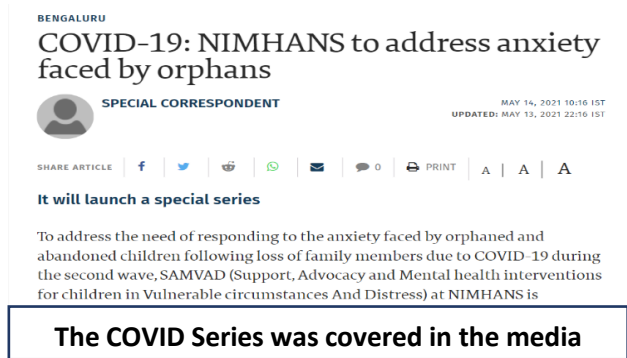 BENGALURU
COVID-19: NIMHANS to address anxiety
faced by orphans
SPECIAL CORRESPONDENT
MAY 14, 2021 10:16 IST
UPDATED: MAY 13, 2021 22:16 IST
SHARE ARTICLE 0 PRINT A A A
It will launch a special series
To address the need of responding to the anxiety faced by orphaned and
abandoned children following loss of family members due to COVID-19 during
the second wave, SAMVAD (Support, Advocacy and Mental health interventions
for children in Vulnerable circumstances And Distress) at NIMHANS is
The COVID Series was covered in the media